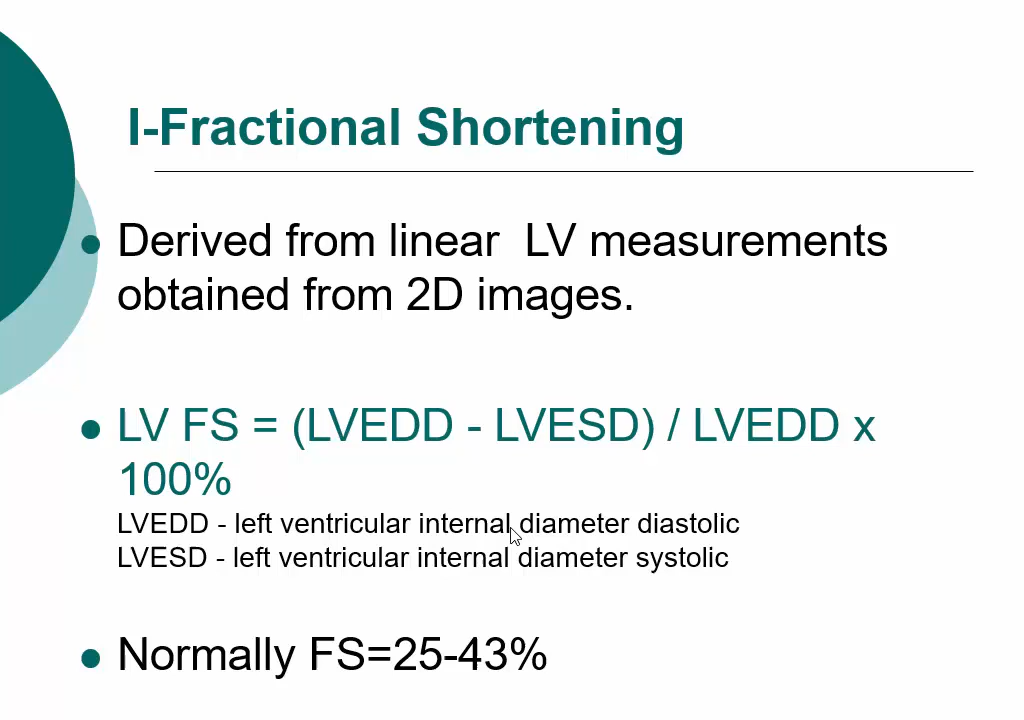 I-Fractional Shortening
Derived from linear LV measurements
obtained from 2D images.
LV FS = (LVEDD - LVESD) / LVEDD x
100%
LVEDD - left ventricular internal diameter diastolic
LVESD - left ventricular internal diameter systolic
Normally FS=25-43%